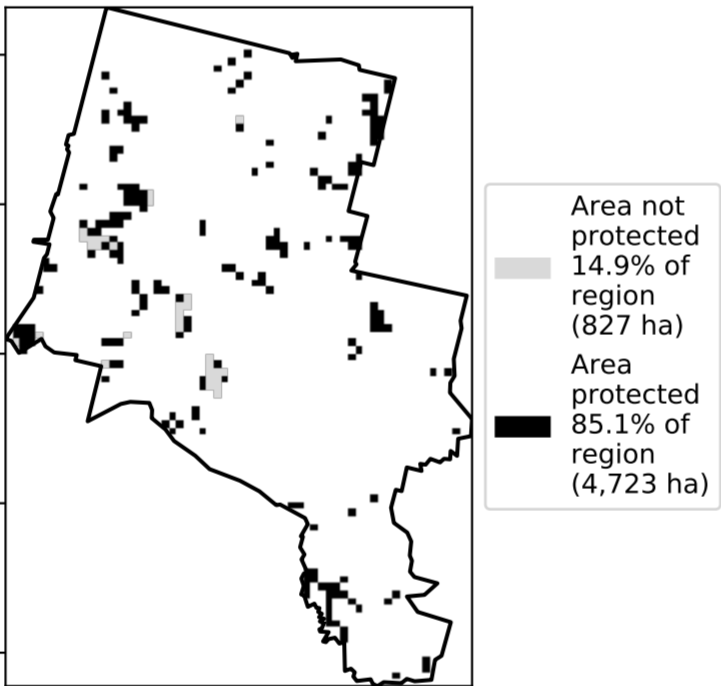 Area not
protected
14.9% of
region
(827 ha)
Area
protected
85.1% of
region
(4,723 ha)